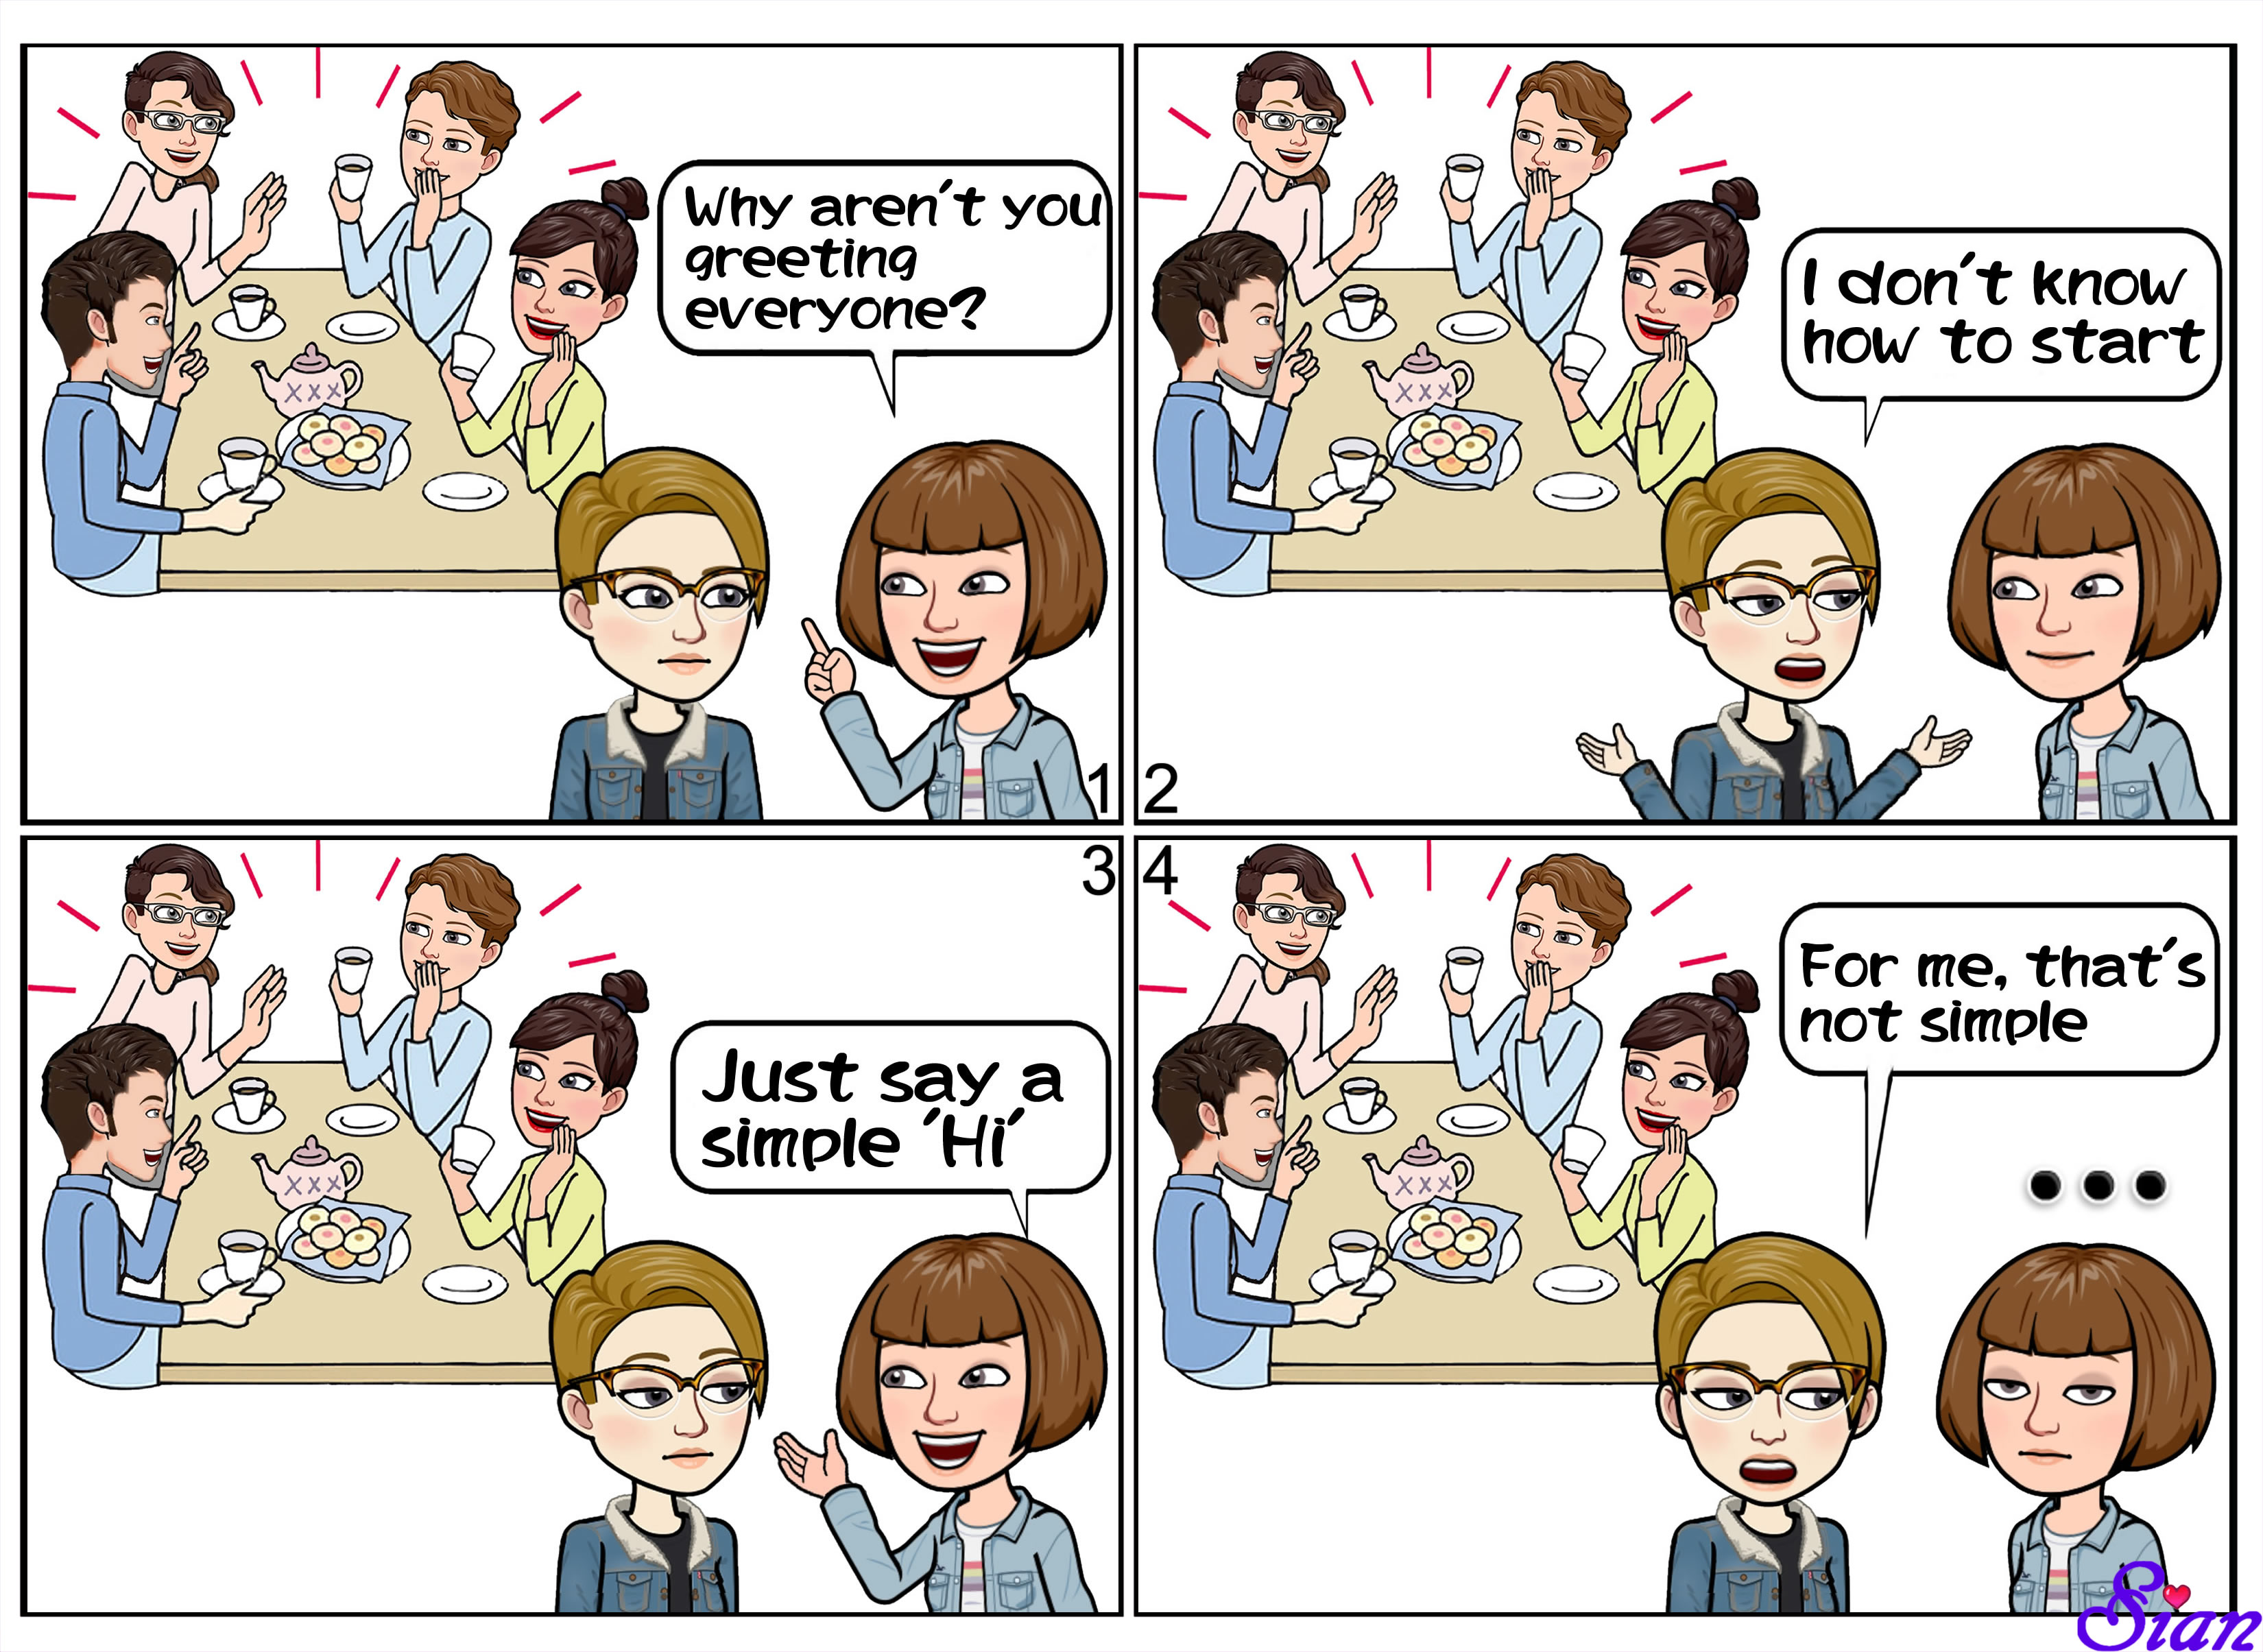 Why aren't you
greeting
everyone?
1
2
I don't know
how to start
3
Just say a
simple 'Hi'
4
For me, that's
not simple
...
Sian